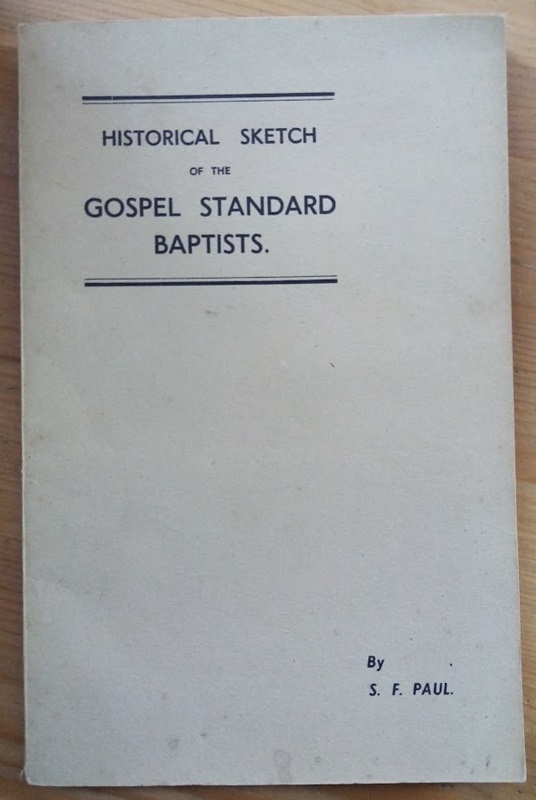 HISTORICAL SKETCH
OF THE
GOSPEL STANDARD
BAPTISTS.
By
S. F. PAUL.